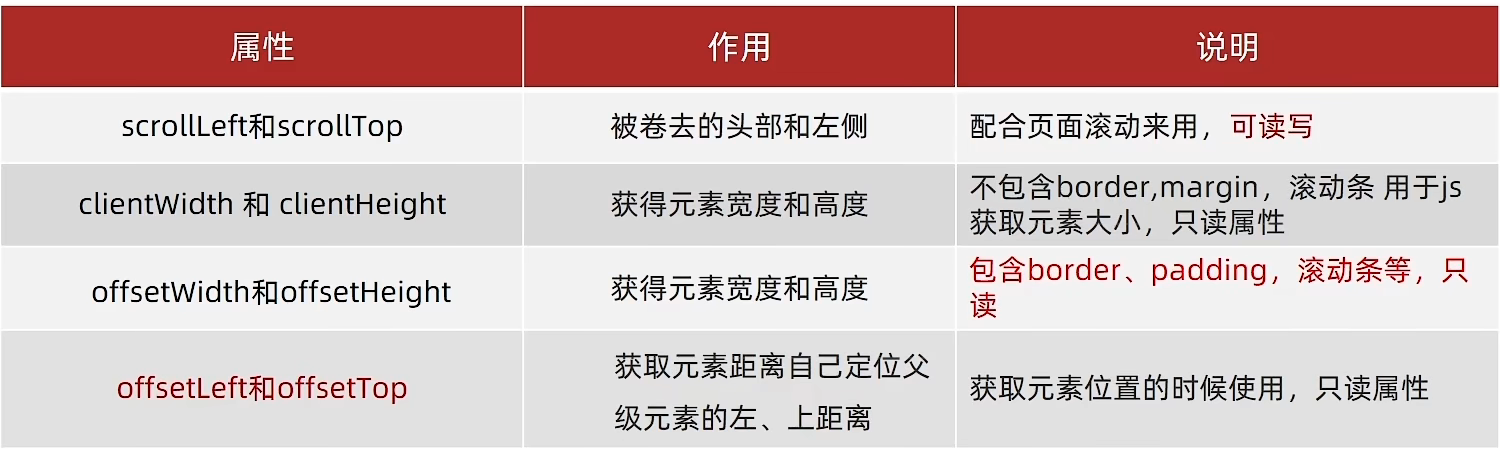 属性
作用
说明
scrollLeft和scrollTop
被卷去的头部和左侧
配合页面滚动来用，可读写
clientWidth 和 clientHeight
获得元素宽度和高度
不包含border,margin，滚动条 用于js
获取元素大小，只读属性
offsetWidth和offsetHeight
获得元素宽度和高度
包含border、padding，滚动条等，只
读
offsetLeft和offsetTop
获取元素距离自己定位父
级元素的左、上距离
获取元素位置的时候使用，只读属性